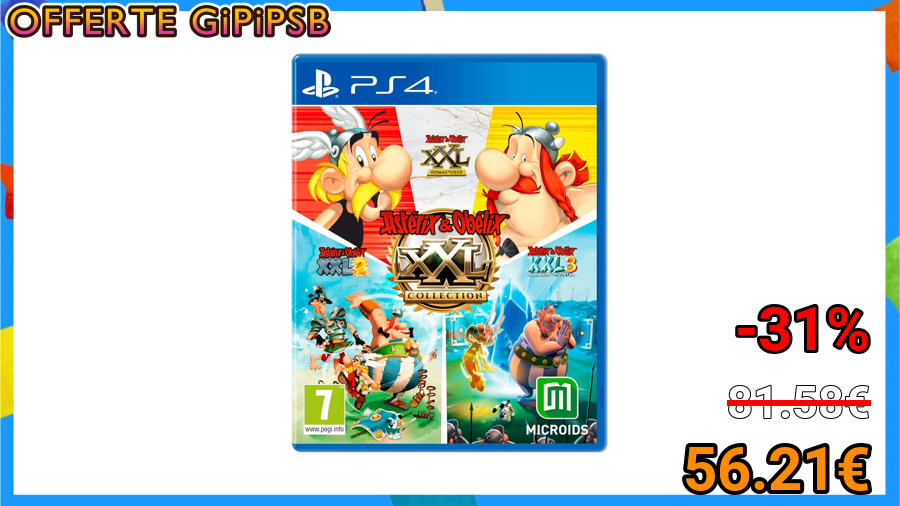 OFFERTE GiPiPSB
PS4
Astérix & Obélix
XXL
ROMASTERED
Astérix & Obélix
XXL
COLLECTION
Astérix & Obélix
XXL 2
Astérix & Obélix
XXL 3
7
www.pegi.info
MICROIDS
-31%
81.58€
56.21€